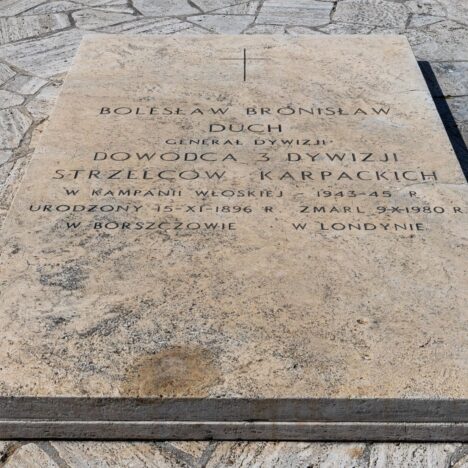 BOLESŁAW BRONISŁAW
DUCH
GENERAŁ DYWIZJI
DOWÓDCA 3 DYWIZJI
STRZELCÓW KARPACKICH
W KAMPANII WŁOSKIEJ 1943-45 R.
URODZONY 15-XI-1896 R ZMARŁ 9-X-1980 R
W BORSZCZOWIE W LONDYNIE